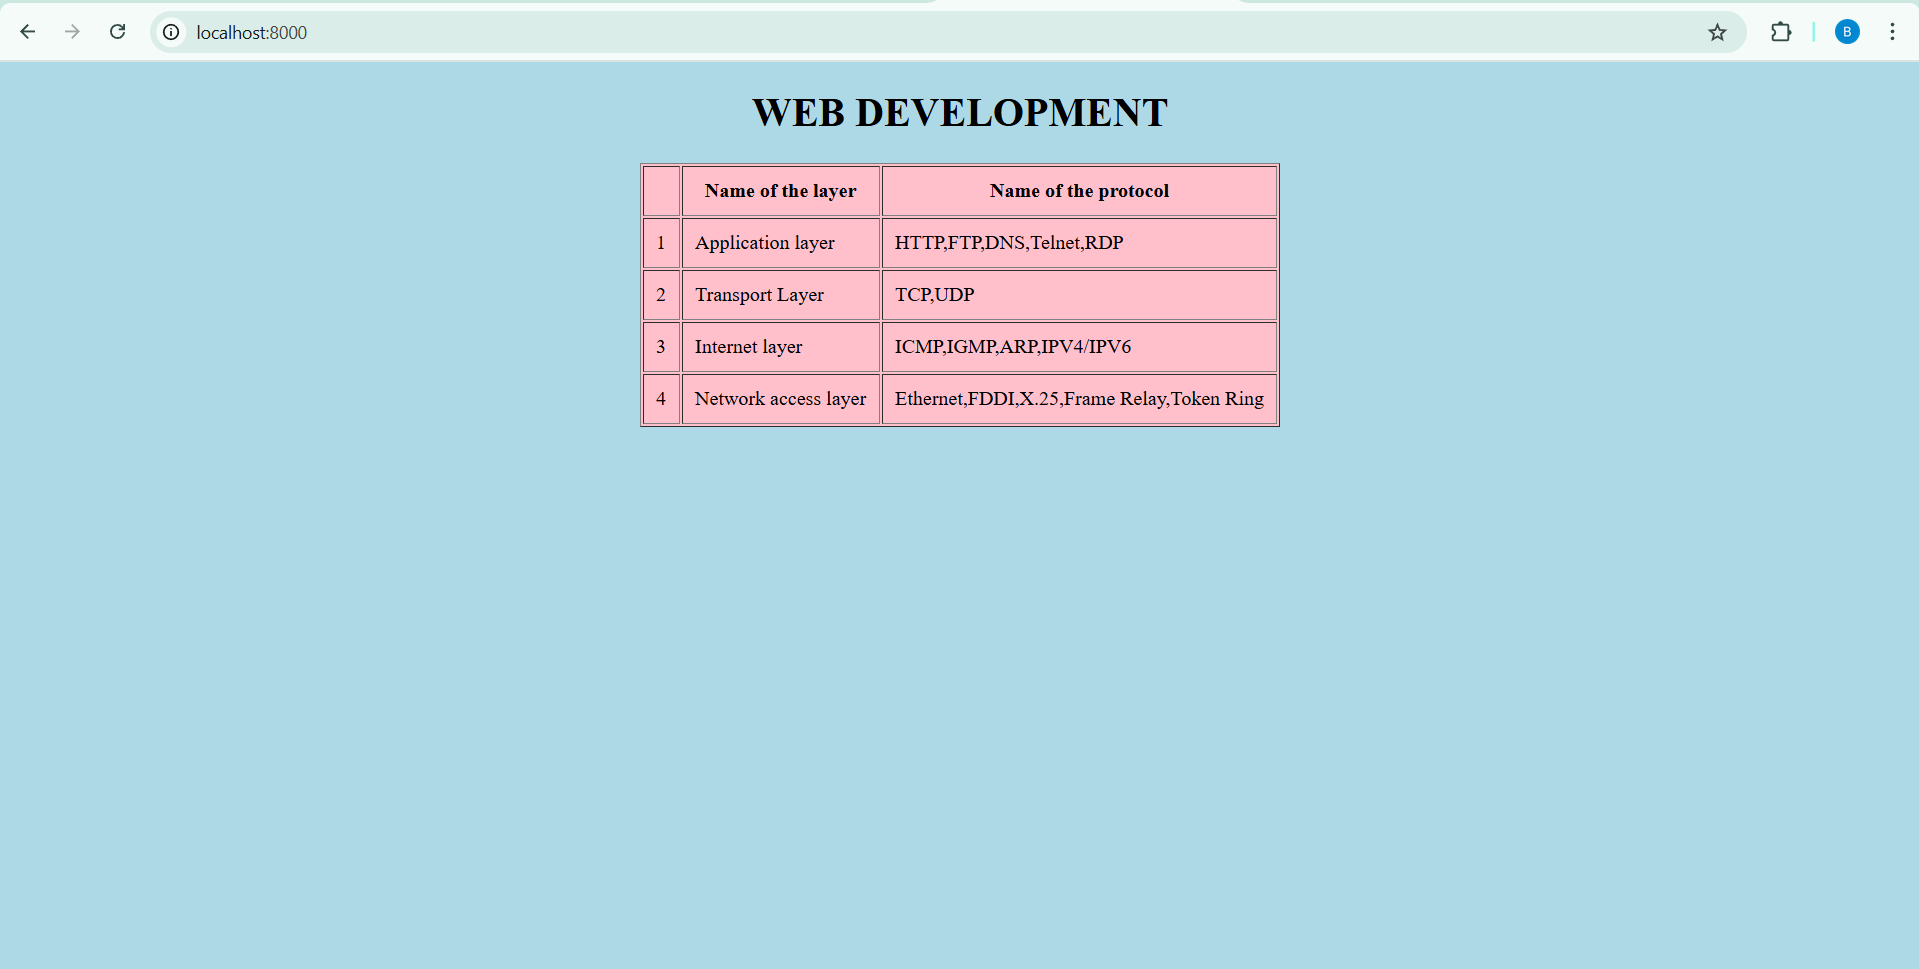 localhost:8000
B
WEB DEVELOPMENT
Name of the layer Name of the protocol
1 Application layer HTTP,FTP,DNS,Telnet,RDP
2 Transport Layer TCP,UDP
3 Internet layer ICMP,IGMP,ARP,IPV4/IPV6
4 Network access layer Ethernet,FDDI,X.25,Frame Relay,Token Ring